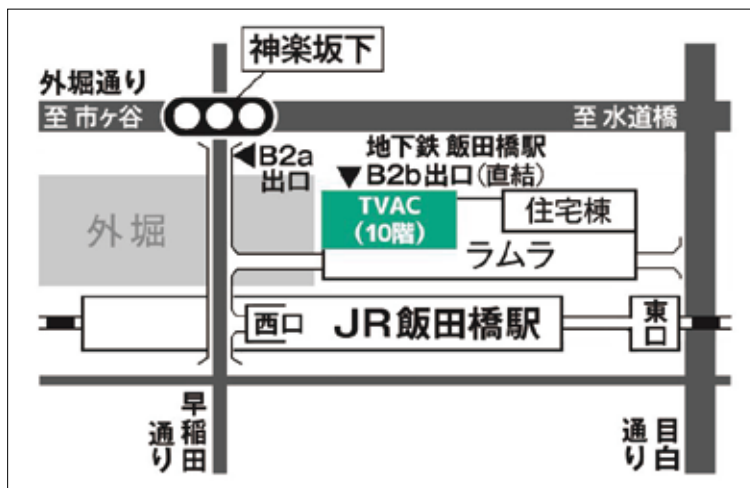 神楽坂下
外堀通り
至 市ケ谷
至 水道橋
◀B2a
出口
地下鉄 飯田橋駅
▼B2b出口(直結)
外堀
TVAC
(10階)
住宅棟
ラムラ
西口
JR飯田橋駅
東口
早稲田
通り
目白
通り